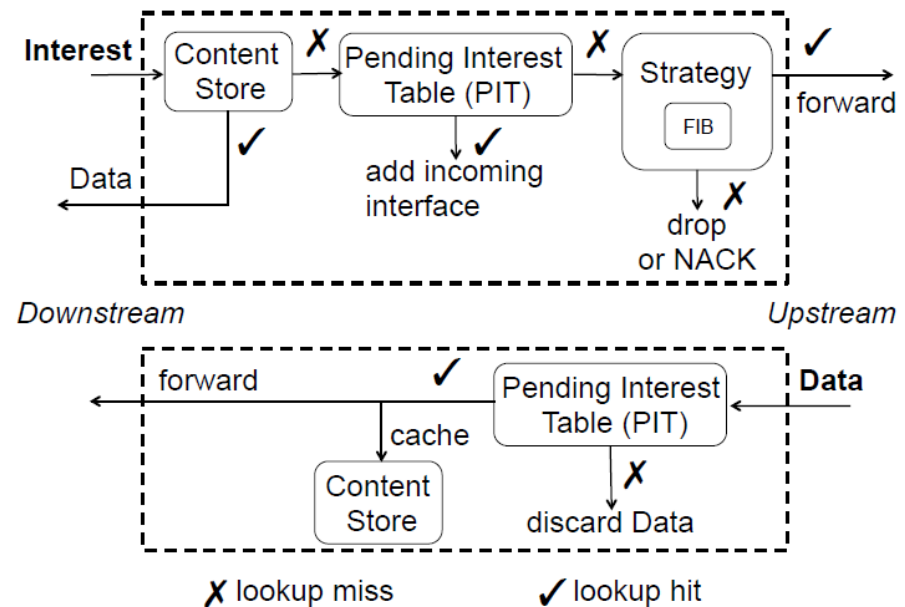 Interest
Content
Store
✗
Pending Interest
Table (PIT)
✗
Strategy
FIB
✓
forward
✓
Data
✓
add incoming
interface
✗
drop
or NACK
Downstream
Upstream
forward
✓
Pending Interest
Table (PIT)
Data
cache
Content
Store
✗
discard Data
✗ lookup miss
✓ lookup hit